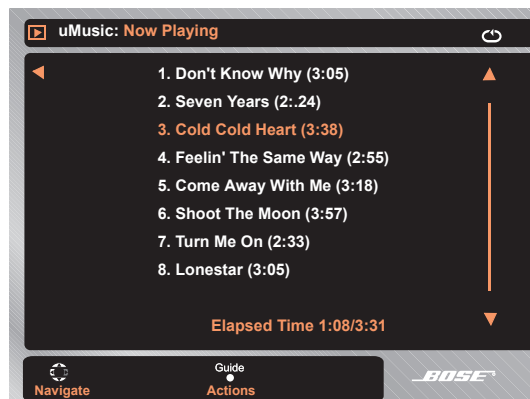 uMusic: Now Playing
1. Don't Know Why (3:05)
2. Seven Years (2:.24)
3. Cold Cold Heart (3:38)
4. Feelin' The Same Way (2:55)
5. Come Away With Me (3:18)
6. Shoot The Moon (3:57)
7. Turn Me On (2:33)
8. Lonestar (3:05)
Elapsed Time 1:08/3:31
Navigate
Guide
Actions
BOSE